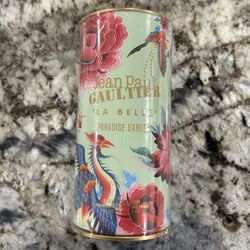 Jean Paul
GAULTIER
"LA BELLE"
PARADISE GARDEN